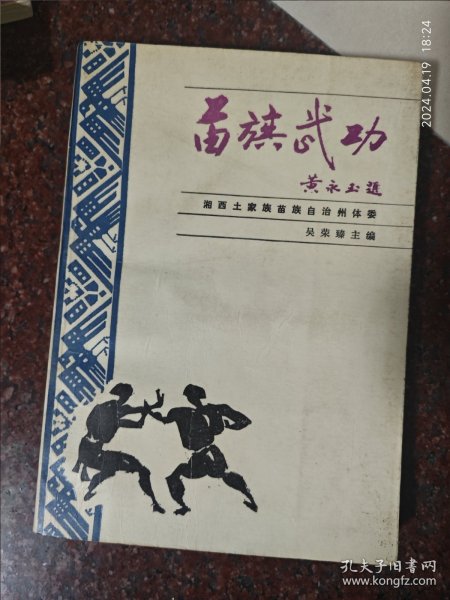 苗族武功
黄永玉题
湘西土家族苗族自治州体委
吴荣臻主编
2024.04.19 18:24
孔夫子旧书网
www.kongfz.com